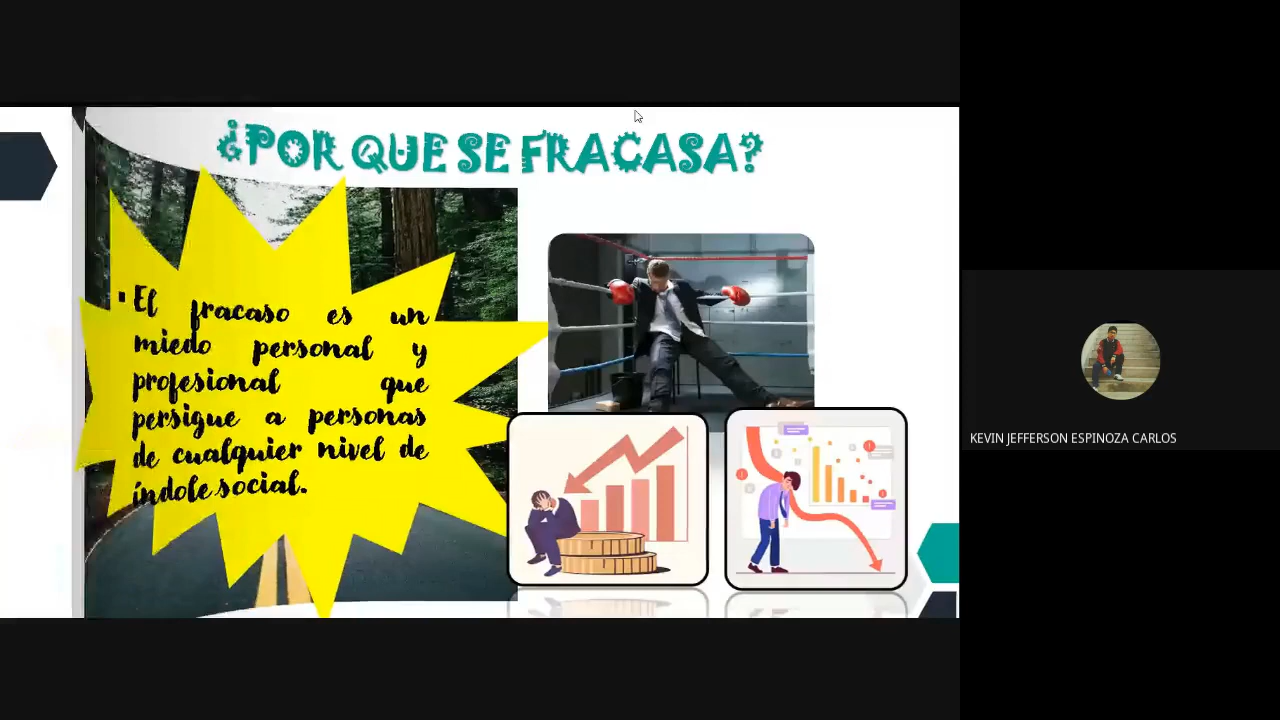 ¿POR QUE SE FRACASA?
▪ El fracaso es un
miedo personal y
profesional que
persigue a personas
de cualquier nivel de
índole social.
KEVIN JEFFERSON ESPINOZA CARLOS